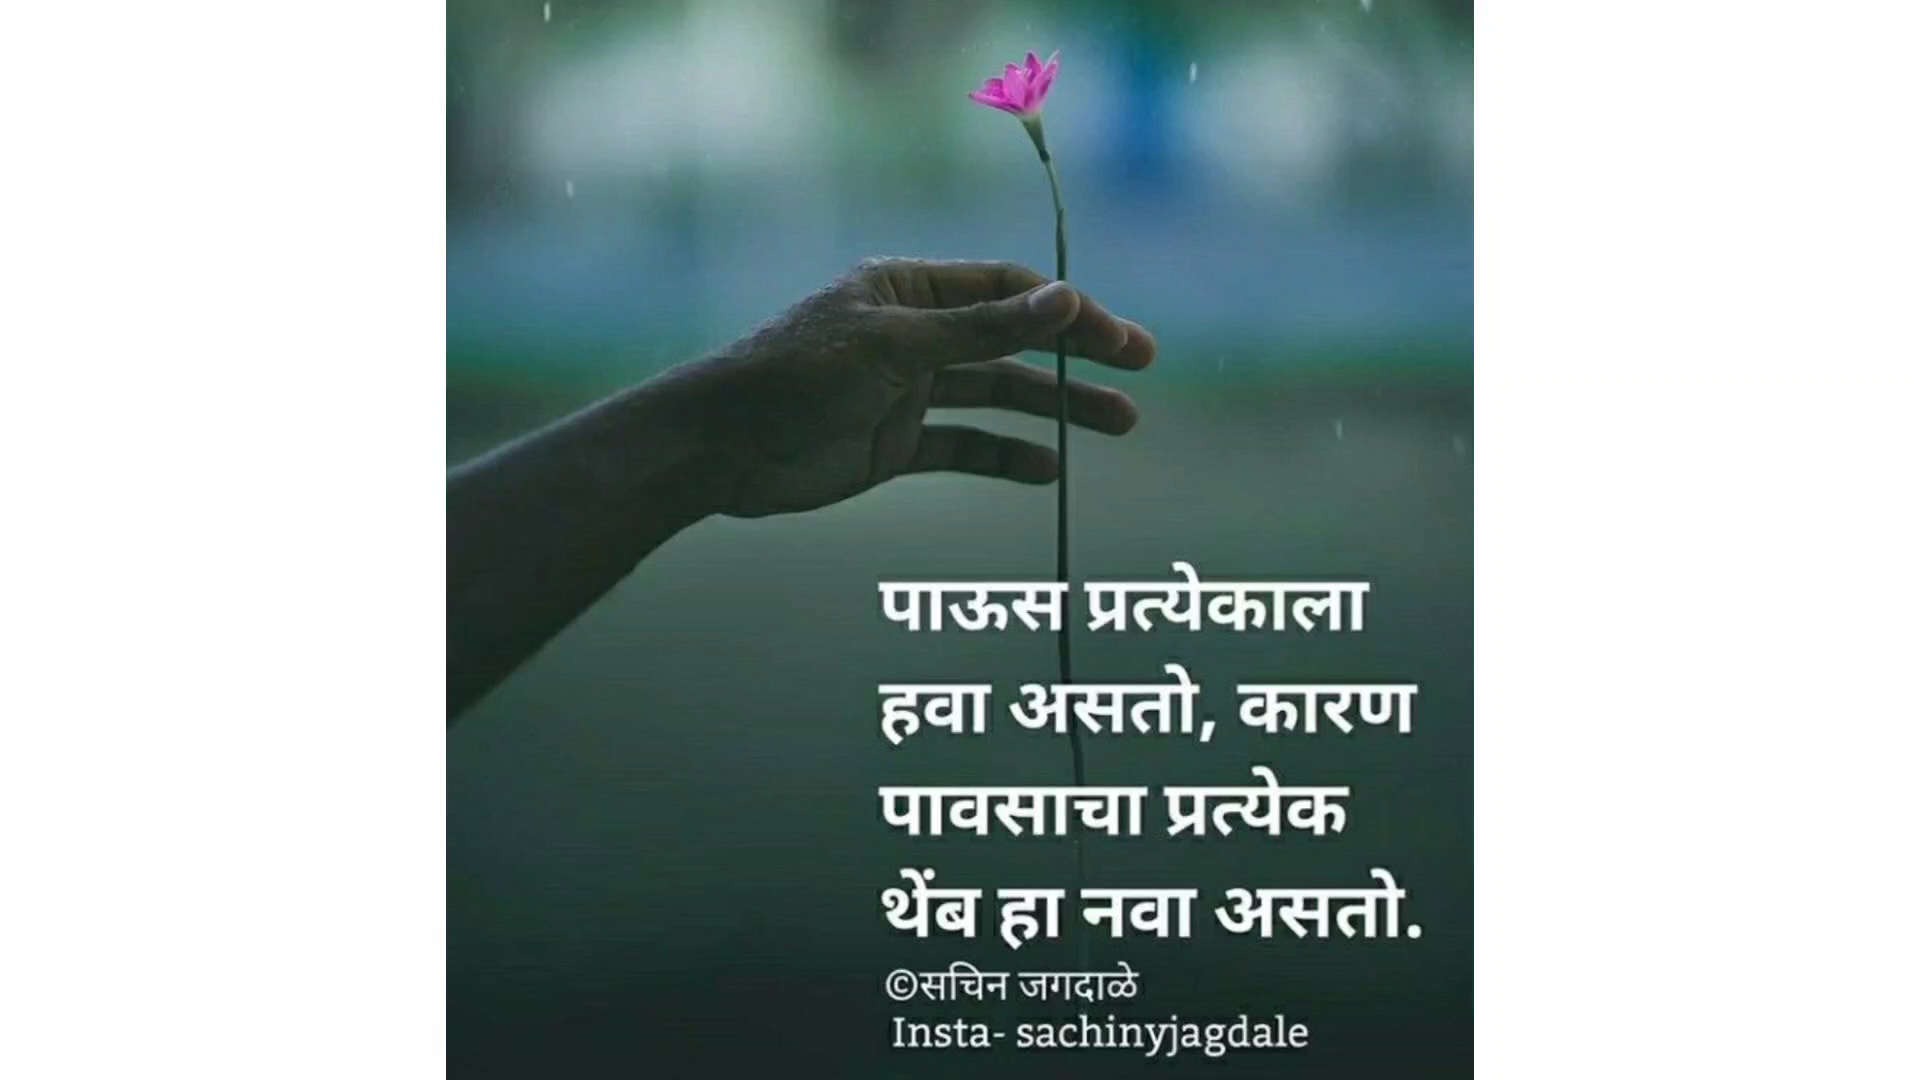 पाऊस प्रत्येकाला
हवा असतो, कारण
पावसाचा प्रत्येक
थेंब हा नवा असतो.
©सचिन जगदाळे
Insta- sachinyjagdale